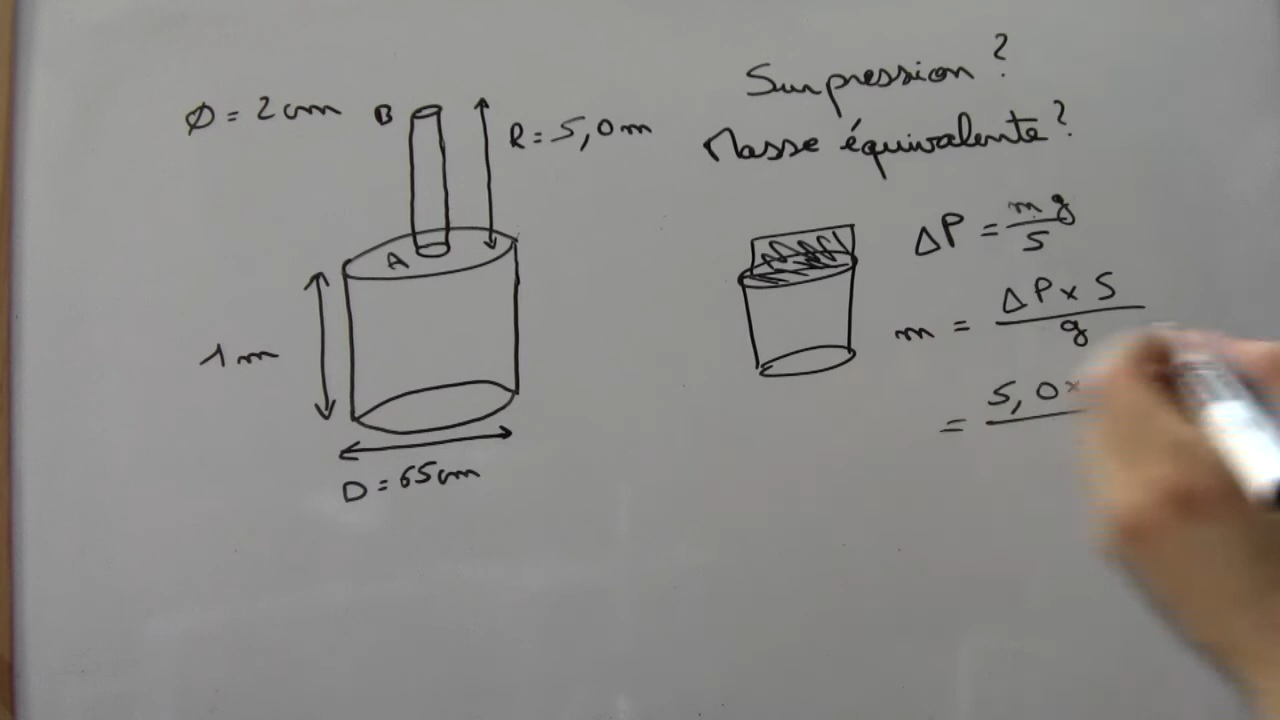 Ø = 2 cm
B
h = 5,0 m
A
1 m
D = 65 cm
Surpression ?
Masse équivalente ?
ΔP = mg / S
m = ΔP x S / g
= 5,0 x